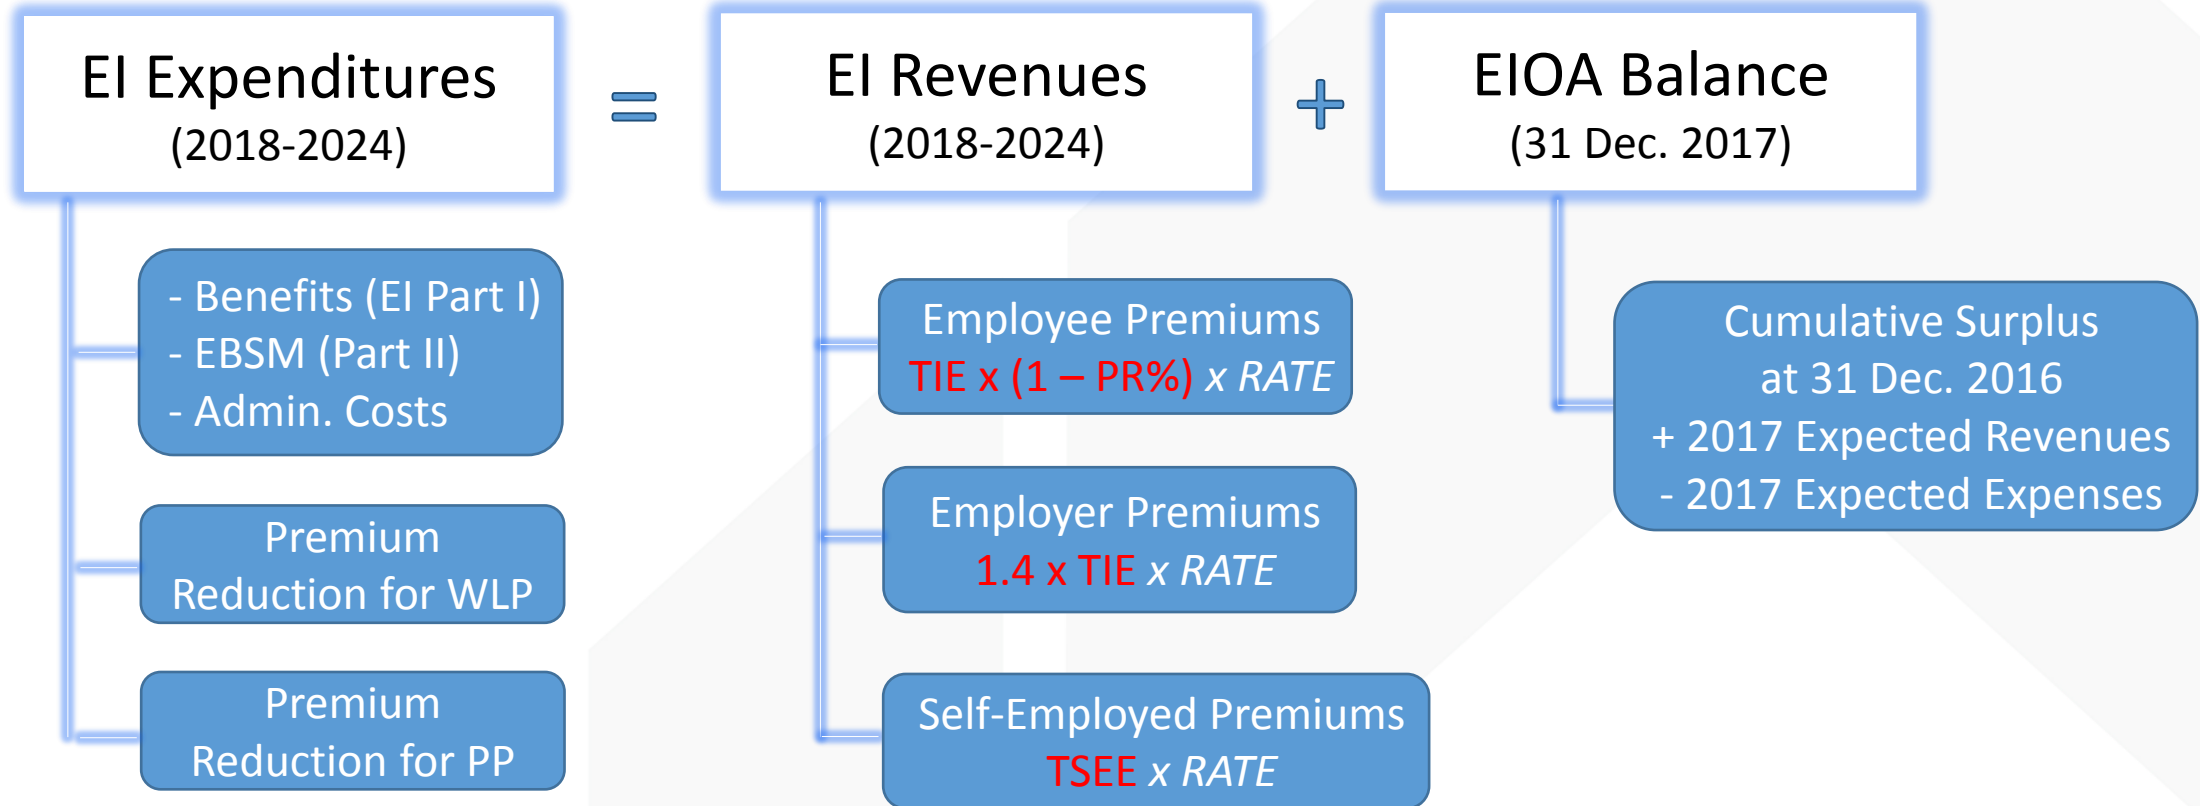 EI Expenditures
(2018-2024)
=
EI Revenues
(2018-2024)
+
EIOA Balance
(31 Dec. 2017)
- Benefits (EI Part I)
- EBSM (Part II)
- Admin. Costs
Premium
Reduction for WLP
Premium
Reduction for PP
Employee Premiums
TIE x (1 – PR%) x RATE
Employer Premiums
1.4 x TIE x RATE
Self-Employed Premiums
TSEE x RATE
Cumulative Surplus
at 31 Dec. 2016
+ 2017 Expected Revenues
- 2017 Expected Expenses